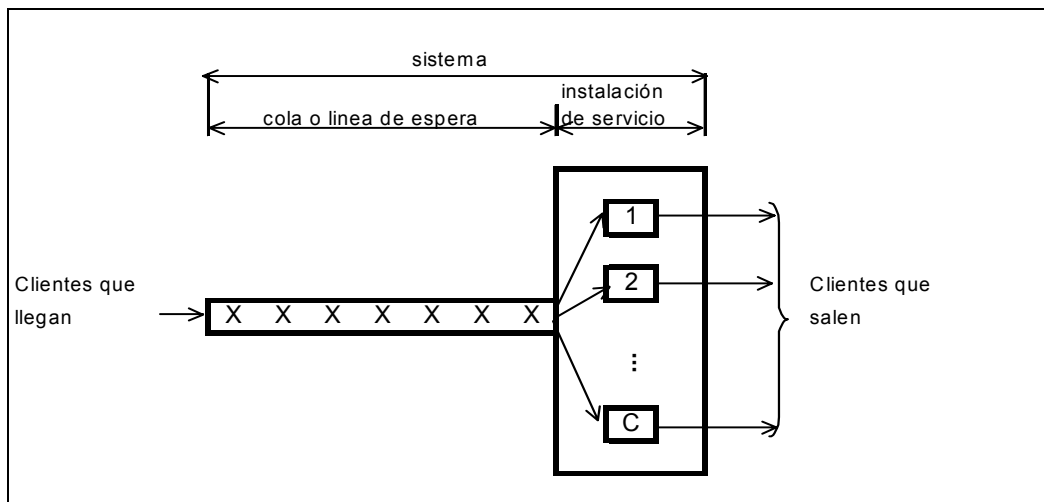 sistema
instalación
cola o linea de espera
de servicio
1
Clientes que
llegan
X X X X X X X
2
Clientes que
salen
⋮
C